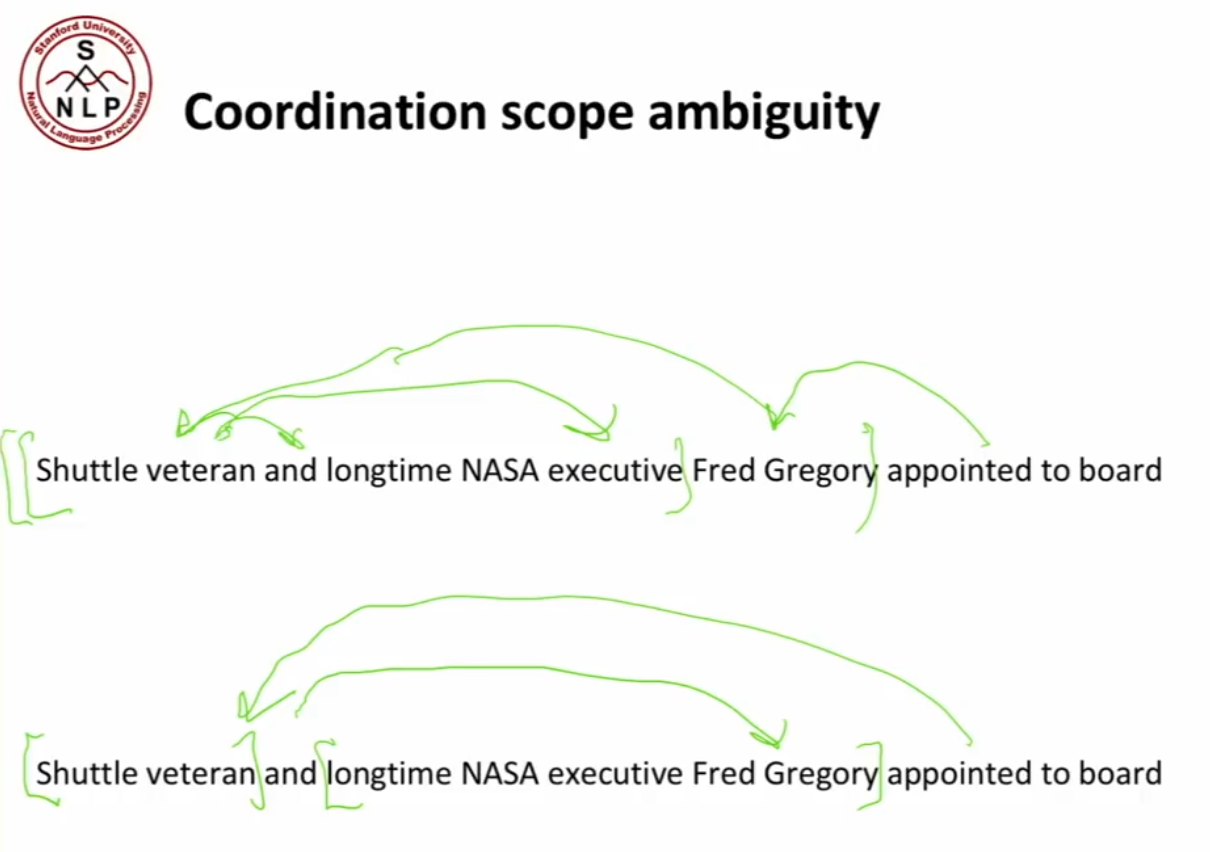 Stanford University
S
NLP
Natural Language Processing
Coordination scope ambiguity
Shuttle veteran and longtime NASA executive Fred Gregory appointed to board
Shuttle veteran and longtime NASA executive Fred Gregory appointed to board